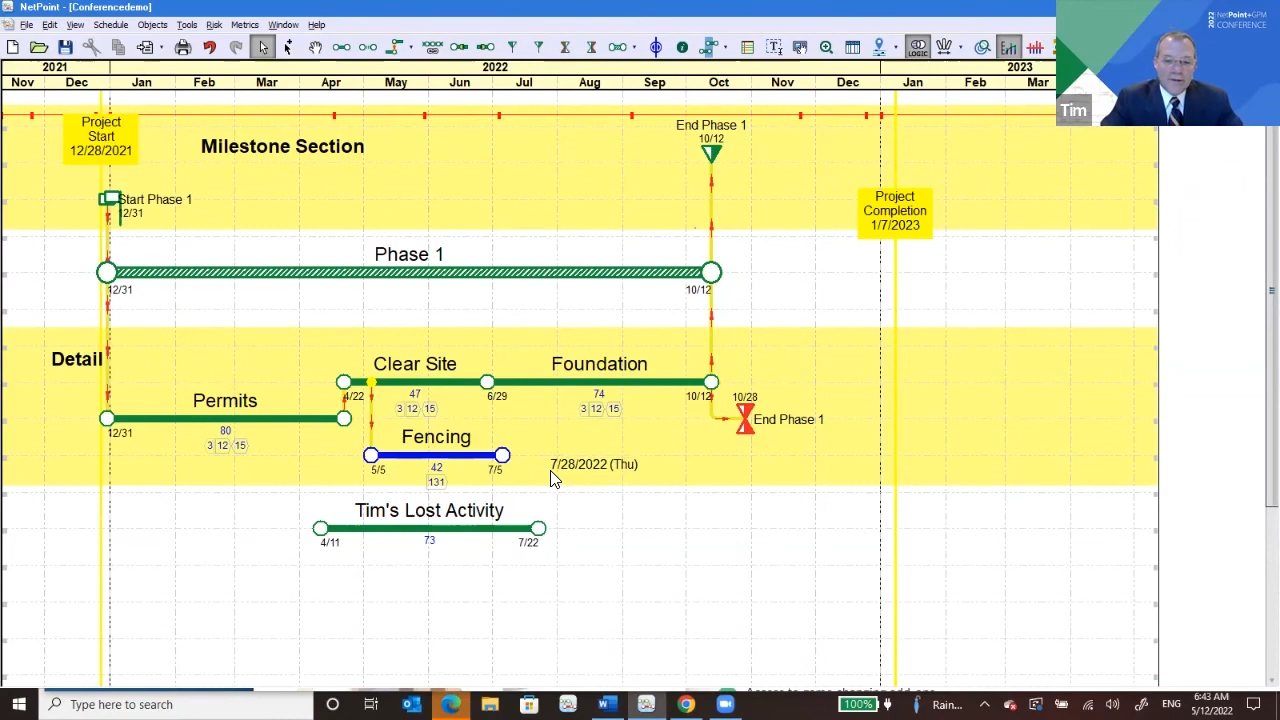 NetPoint - [Conferencedemo]
File Edit View Schedule Objects Tools Risk Metrics Window Help
LOGIC
2021 2022 2023
Nov Dec Jan Feb Mar Apr May Jun Jul Aug Sep Oct Nov Dec Jan Feb Mar
2022 NetPoint+GPM
CONFERENCE
Tim
Project
Start
12/28/2021
Milestone Section
End Phase 1
10/12
Start Phase 1
12/31
Project
Completion
1/7/2023
Phase 1
12/31 10/12
Detail
Clear Site Foundation
4/22 47 6/29 74 10/12
3 12 15 3 12 15
10/28
End Phase 1
Permits
12/31 80
3 12 15
Fencing
5/5 42 7/5
131
7/28/2022 (Thu)
Tim's Lost Activity
4/11 73 7/22
Type here to search
100%
Rain...
ENG
6:43 AM
5/12/2022